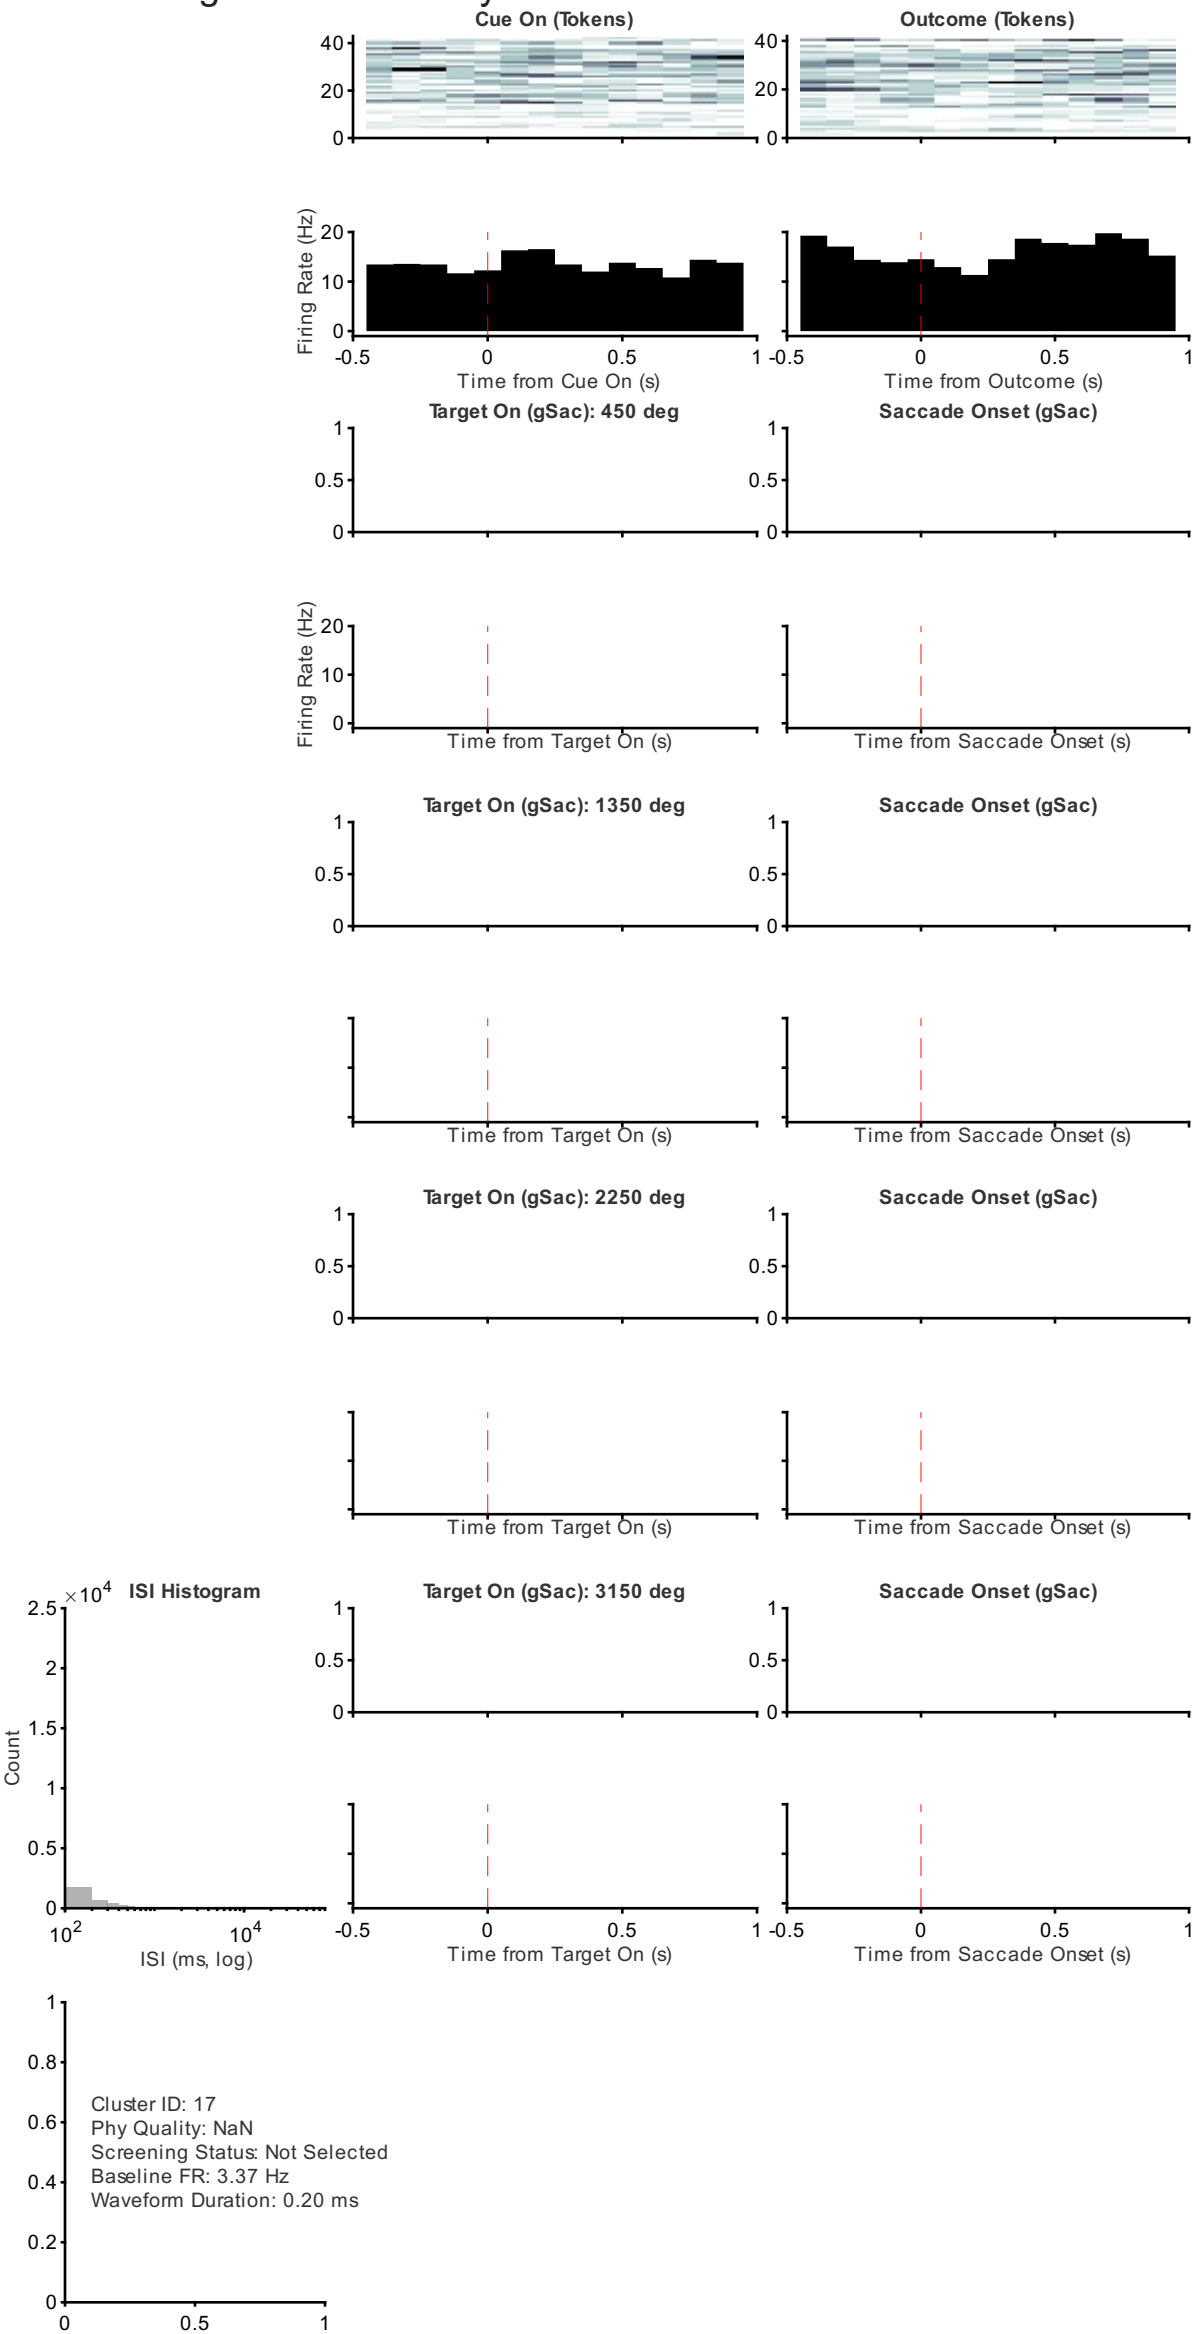 Cue On (Tokens)
Outcome (Tokens)
40
20
0
40
20
0
Firing Rate (Hz)
20
10
0
-0.5
0
0.5
1
-0.5
0
0.5
1
Time from Cue On (s)
Time from Outcome (s)
Target On (gSac): 450 deg
Saccade Onset (gSac)
1
0.5
0
1
0.5
0
Firing Rate (Hz)
20
10
0
Time from Target On (s)
Time from Saccade Onset (s)
Target On (gSac): 1350 deg
Saccade Onset (gSac)
1
0.5
0
1
0.5
0
Time from Target On (s)
Time from Saccade Onset (s)
Target On (gSac): 2250 deg
Saccade Onset (gSac)
1
0.5
0
1
0.5
0
Time from Target On (s)
Time from Saccade Onset (s)
×10^4
ISI Histogram
2.5
2
1.5
1
0.5
0
Count
10^2
10^4
ISI (ms, log)
Target On (gSac): 3150 deg
Saccade Onset (gSac)
1
0.5
0
1
0.5
0
-0.5
0
0.5
1
-0.5
0
0.5
1
Time from Target On (s)
Time from Saccade Onset (s)
1
0.8
0.6
0.4
0.2
0
0
0.5
1
Cluster ID: 17
Phy Quality: NaN
Screening Status: Not Selected
Baseline FR: 3.37 Hz
Waveform Duration: 0.20 ms